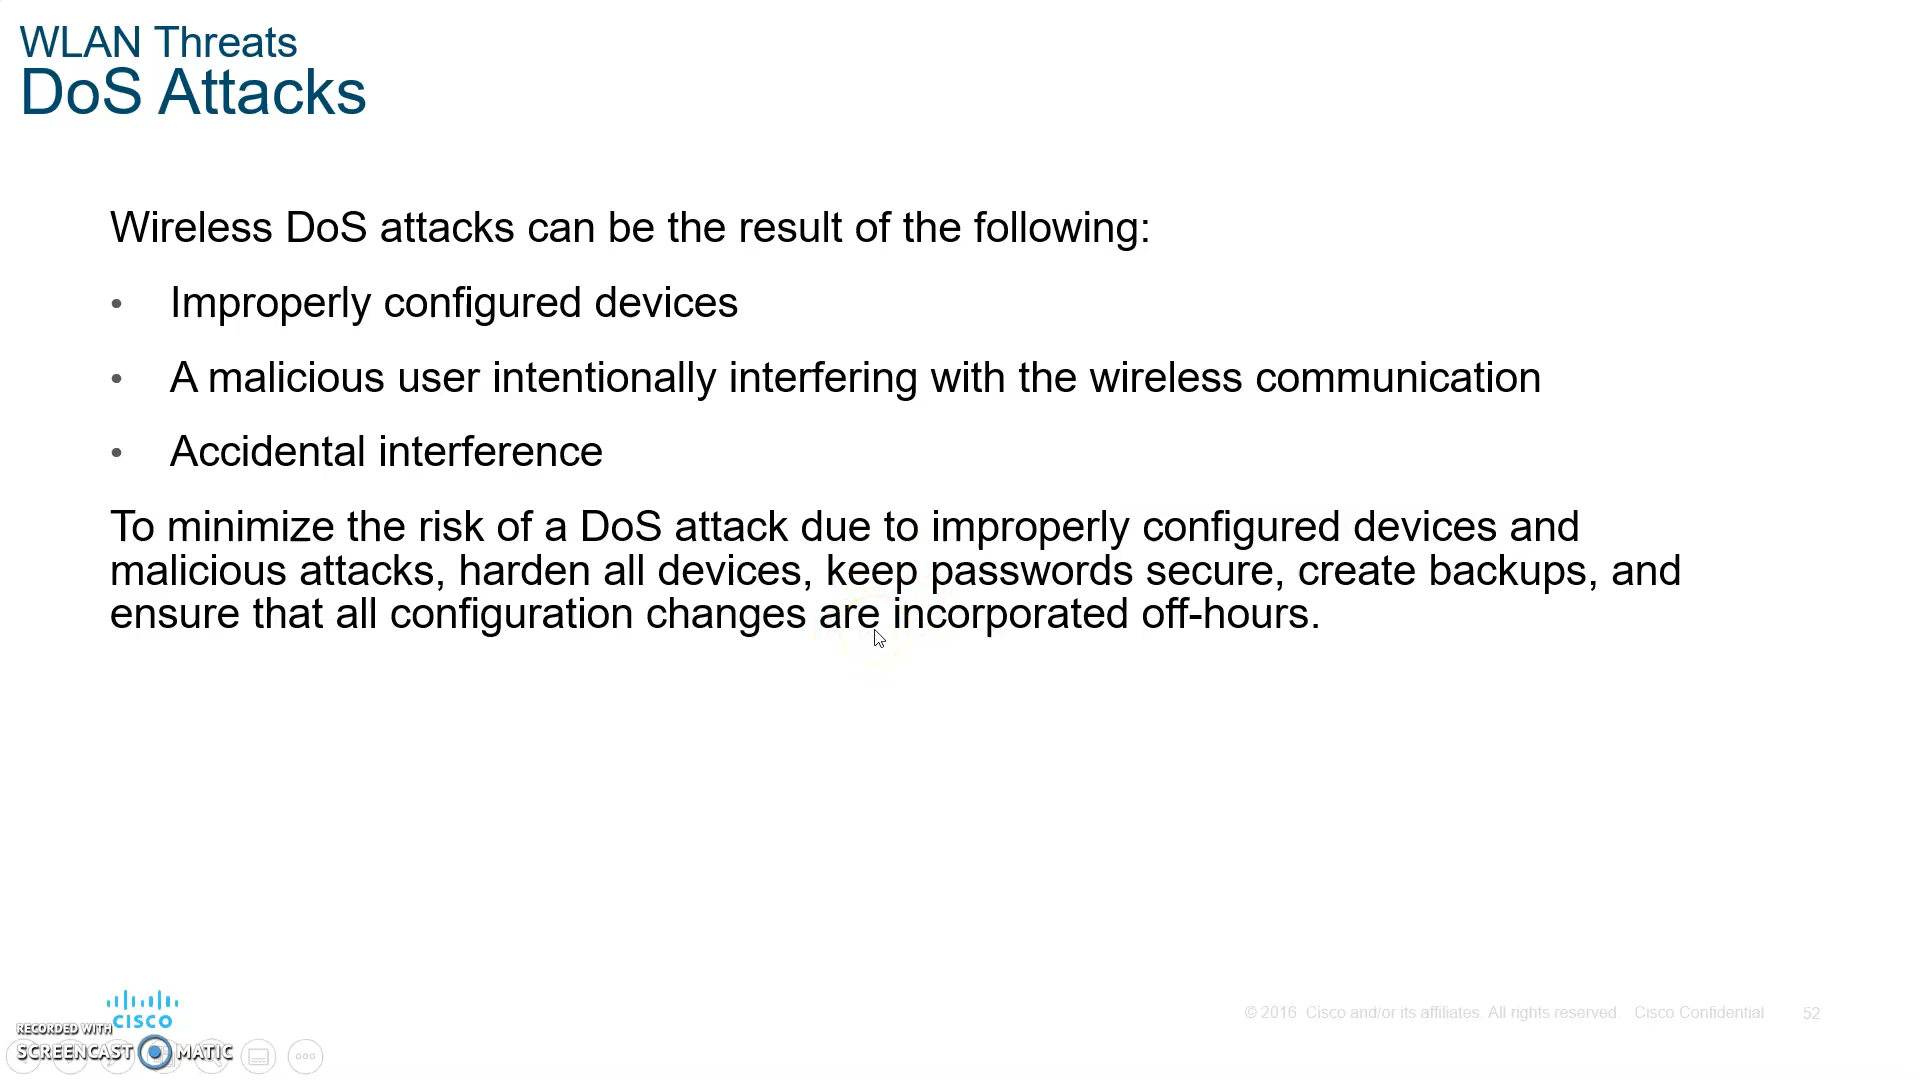 WLAN Threats
DoS Attacks
Wireless DoS attacks can be the result of the following:
• Improperly configured devices
• A malicious user intentionally interfering with the wireless communication
• Accidental interference
To minimize the risk of a DoS attack due to improperly configured devices and
malicious attacks, harden all devices, keep passwords secure, create backups, and
ensure that all configuration changes are incorporated off-hours.
CISCO
© 2016 Cisco and/or its affiliates. All rights reserved. Cisco Confidential 52
RECORDED WITH
SCREENCAST MATIC